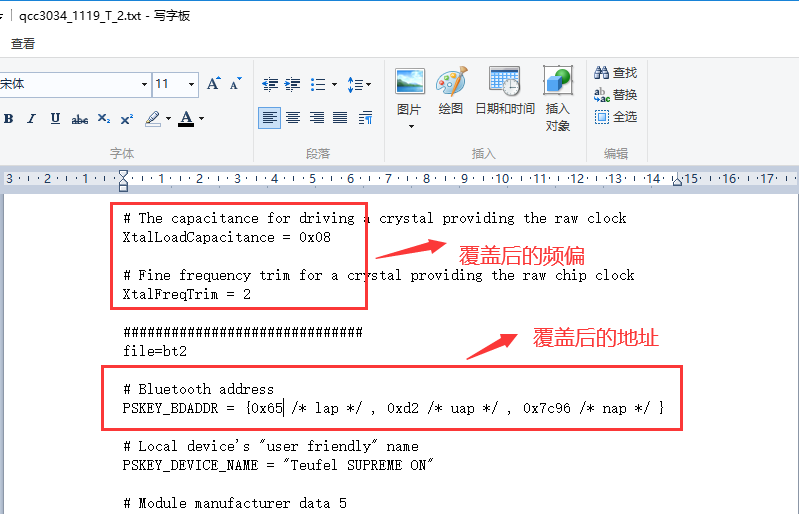 qcc3034_1119_T_2.txt - 写字板
查看
宋体
11
A A
B I U abc X₂ X² A
图片
绘图
日期和时间
插入
对象
查找
替换
全选
字体
段落
插入
编辑
3 2 1 1 2 3 4 5 6 7 8 9 10 11 12 13 14 15 16 17
# The capacitance for driving a crystal providing the raw clock
XtalLoadCapacitance = 0x08
覆盖后的频偏
# Fine frequency trim for a crystal providing the raw chip clock
XtalFreqTrim = 2
##############################
覆盖后的地址
file=bt2
# Bluetooth address
PSKEY_BDADDR = {0x65 /* lap */ , 0xd2 /* uap */ , 0x7c96 /* nap */ }
# Local device's "user friendly" name
PSKEY_DEVICE_NAME = "Teufel SUPREME ON"
# Module manufacturer data 5